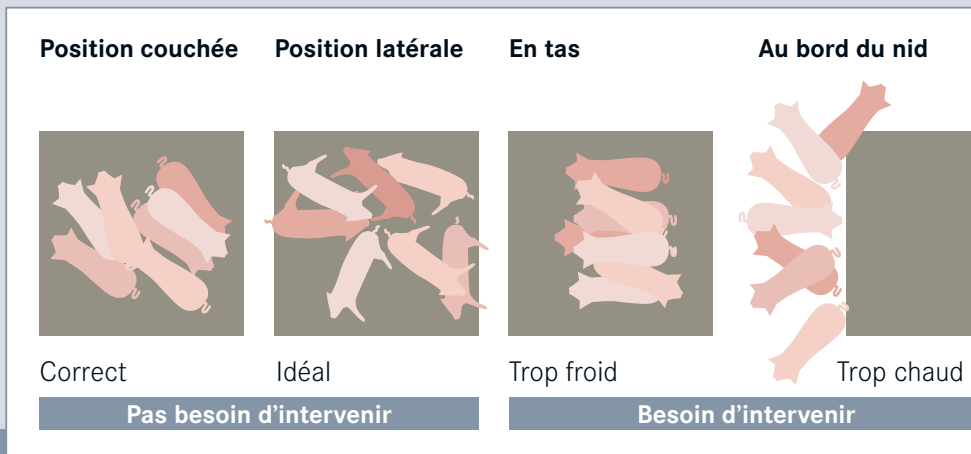 Position couchée
Position latérale
En tas
Au bord du nid
Correct
Idéal
Trop froid
Trop chaud
Pas besoin d’intervenir
Besoin d’intervenir